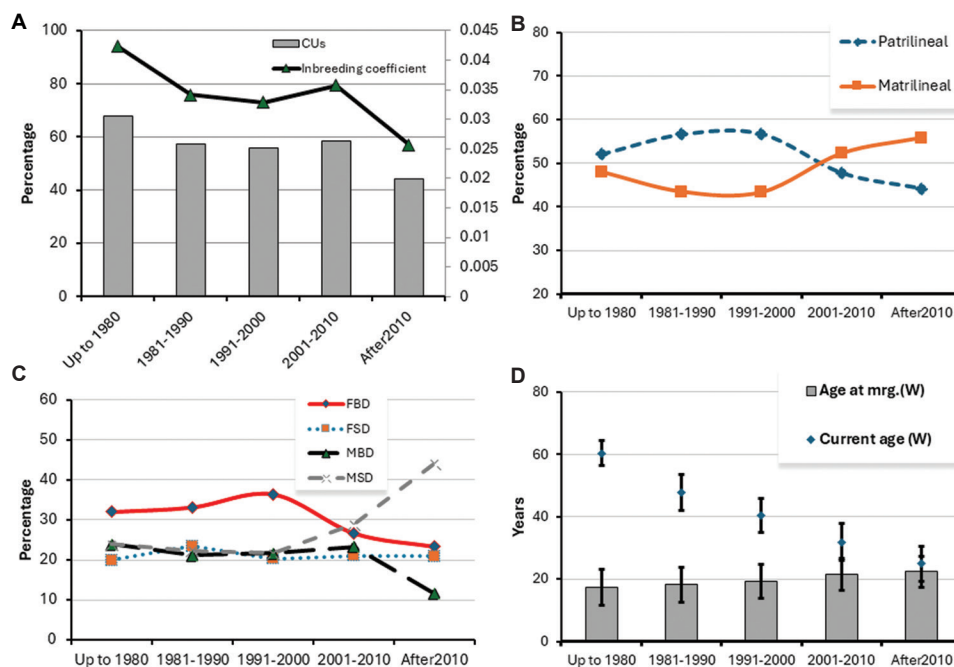 A
CUs
Inbreeding coefficient
Percentage
100
80
60
40
20
0
0.045
0.04
0.035
0.03
0.025
0.02
0.015
0.01
0.005
0
Up to 1980
1981-1990
1991-2000
2001-2010
After2010
B
Patrilineal
Matrilineal
Percentage
80
70
60
50
40
30
20
Up to 1980
1981-1990
1991-2000
2001-2010
After2010
C
FBD
FSD
MBD
MSD
Percentage
60
50
40
30
20
10
0
Up to 1980
1981-1990
1991-2000
2001-2010
After2010
D
Age at mrg.(W)
Current age (W)
Years
80
60
40
20
0
Up to 1980
1981-1990
1991-2000
2001-2010
After2010